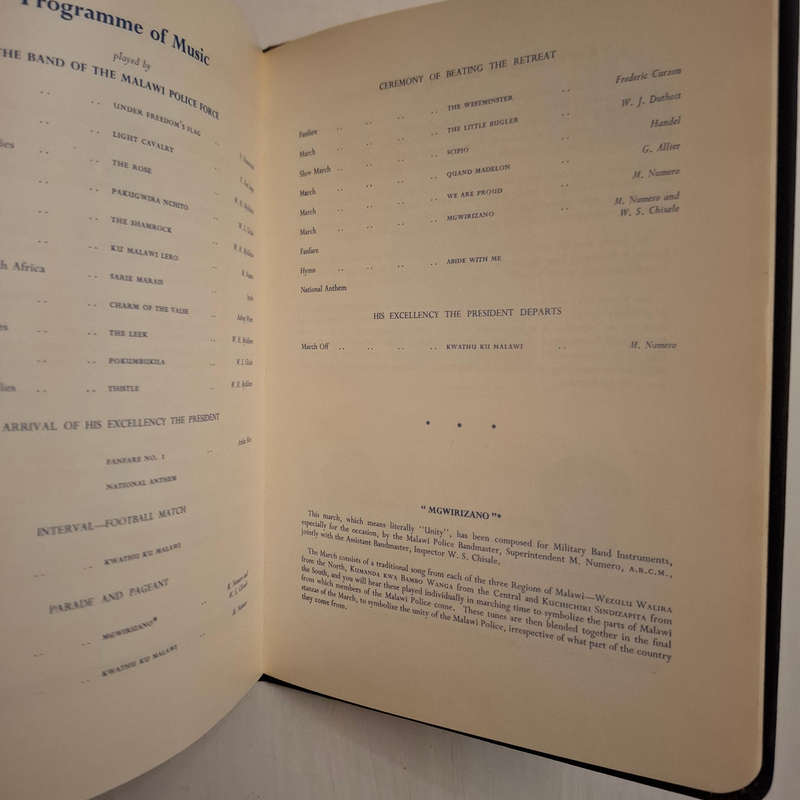 Programme of Music
played by
THE BAND OF THE MALAWI POLICE FORCE
.. .. UNDER FREEDOM'S FLAG ..
.. .. LIGHT CAVALRY ..
.. .. THE ROSE ..
.. .. PAKUGWIRA NCHITO ..
.. .. THE SHAMROCK ..
.. .. KU MALAWI LERO ..
Africa .. SARIE MARAIS
.. .. CHARM OF THE VALSE
.. .. THE LEEK ..
.. .. POKUMBUKILA ..
.. .. THISTLE ..
ARRIVAL OF HIS EXCELLENCY THE PRESIDENT
FANFARE NO. 1 ..
NATIONAL ANTHEM
INTERVAL—FOOTBALL MATCH
.. .. KWATHU KU MALAWI
PARADE AND PAGEANT
.. .. MGWIRIZANO* ..
.. .. KWATHU KU MALAWI ..
CEREMONY OF BEATING THE RETREAT
Fanfare .. .. .. .. THE WESTMINSTER .. Frederic Curzon
March .. .. .. .. THE LITTLE BUGLER .. W. J. Duthoit
Slow March .. .. .. .. SCIPIO .. Handel
March .. .. .. .. QUAND MADELON .. G. Allier
March .. .. .. .. WE ARE PROUD .. M. Numero
March .. .. .. .. MGWIRIZANO .. M. Numero and
W. S. Chisale
Fanfare
Hymn .. .. .. .. ABIDE WITH ME
National Anthem
HIS EXCELLENCY THE PRESIDENT DEPARTS
March Off .. .. .. .. KWATHU KU MALAWI .. M. Numero
* * *
"MGWIRIZANO"*
This march, which means literally "Unity", has been composed for Military Band Instruments,
especially for the occasion, by the Malawi Police Bandmaster, Superintendent M. Numero, A.R.C.M.,
jointly with the Assistant Bandmaster, Inspector W. S. Chisale.
The March consists of a traditional song from each of the three Regions of Malawi—WEZULU WALIRA
from the North, KUMANDA KWA BAMBO WANGA from the Central and KUCHICHIRI SINDIZAPITA from
the South, and you will hear these played individually in marching time to symbolize the parts of Malawi
from which members of the Malawi Police come. These tunes are then blended together in the final
stanzas of the March, to symbolize the unity of the Malawi Police, irrespective of what part of the country
they come from.